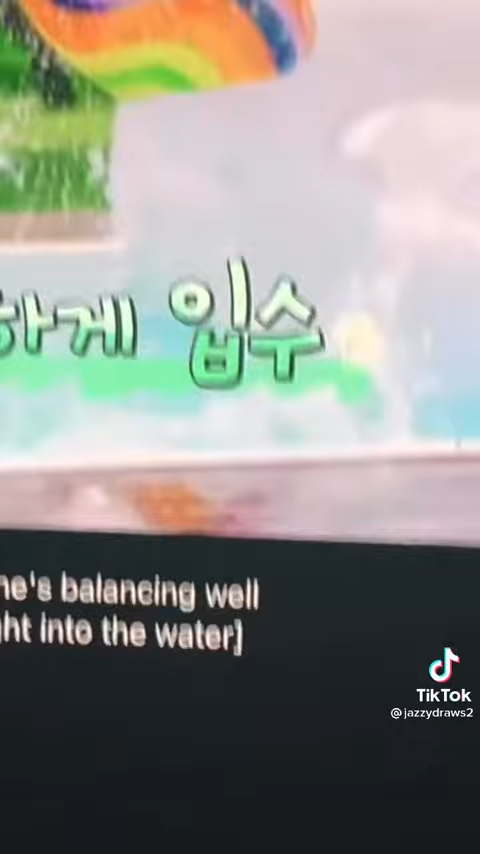 하게 입수
he's balancing well
ght into the water]
TikTok
@jazzydraws2